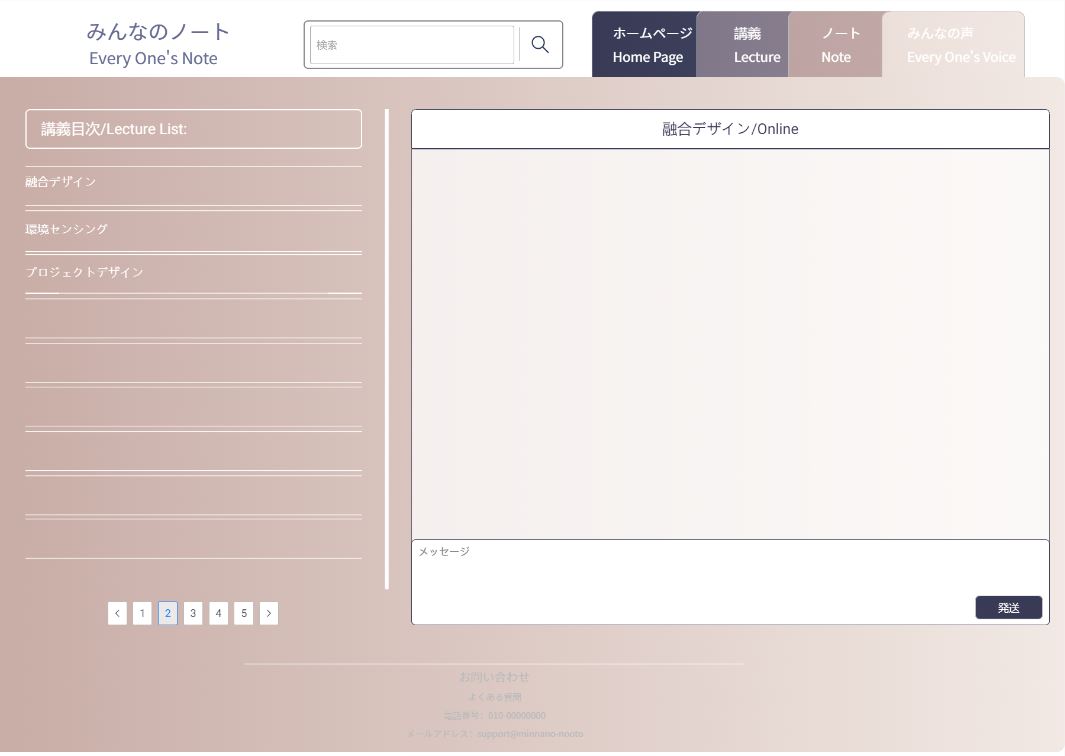 みんなのノート
Every One's Note
検索
ホームページ
Home Page
講義
Lecture
ノート
Note
みんなの声
Every One's Voice
講義目次/Lecture List:
融合デザイン
環境センシング
プロジェクトデザイン
< 1 2 3 4 5 >
融合デザイン/Online
メッセージ
発送
お問い合わせ
よくある質問
電話番号：010-00000000
メールアドレス：support@minnano-nooto